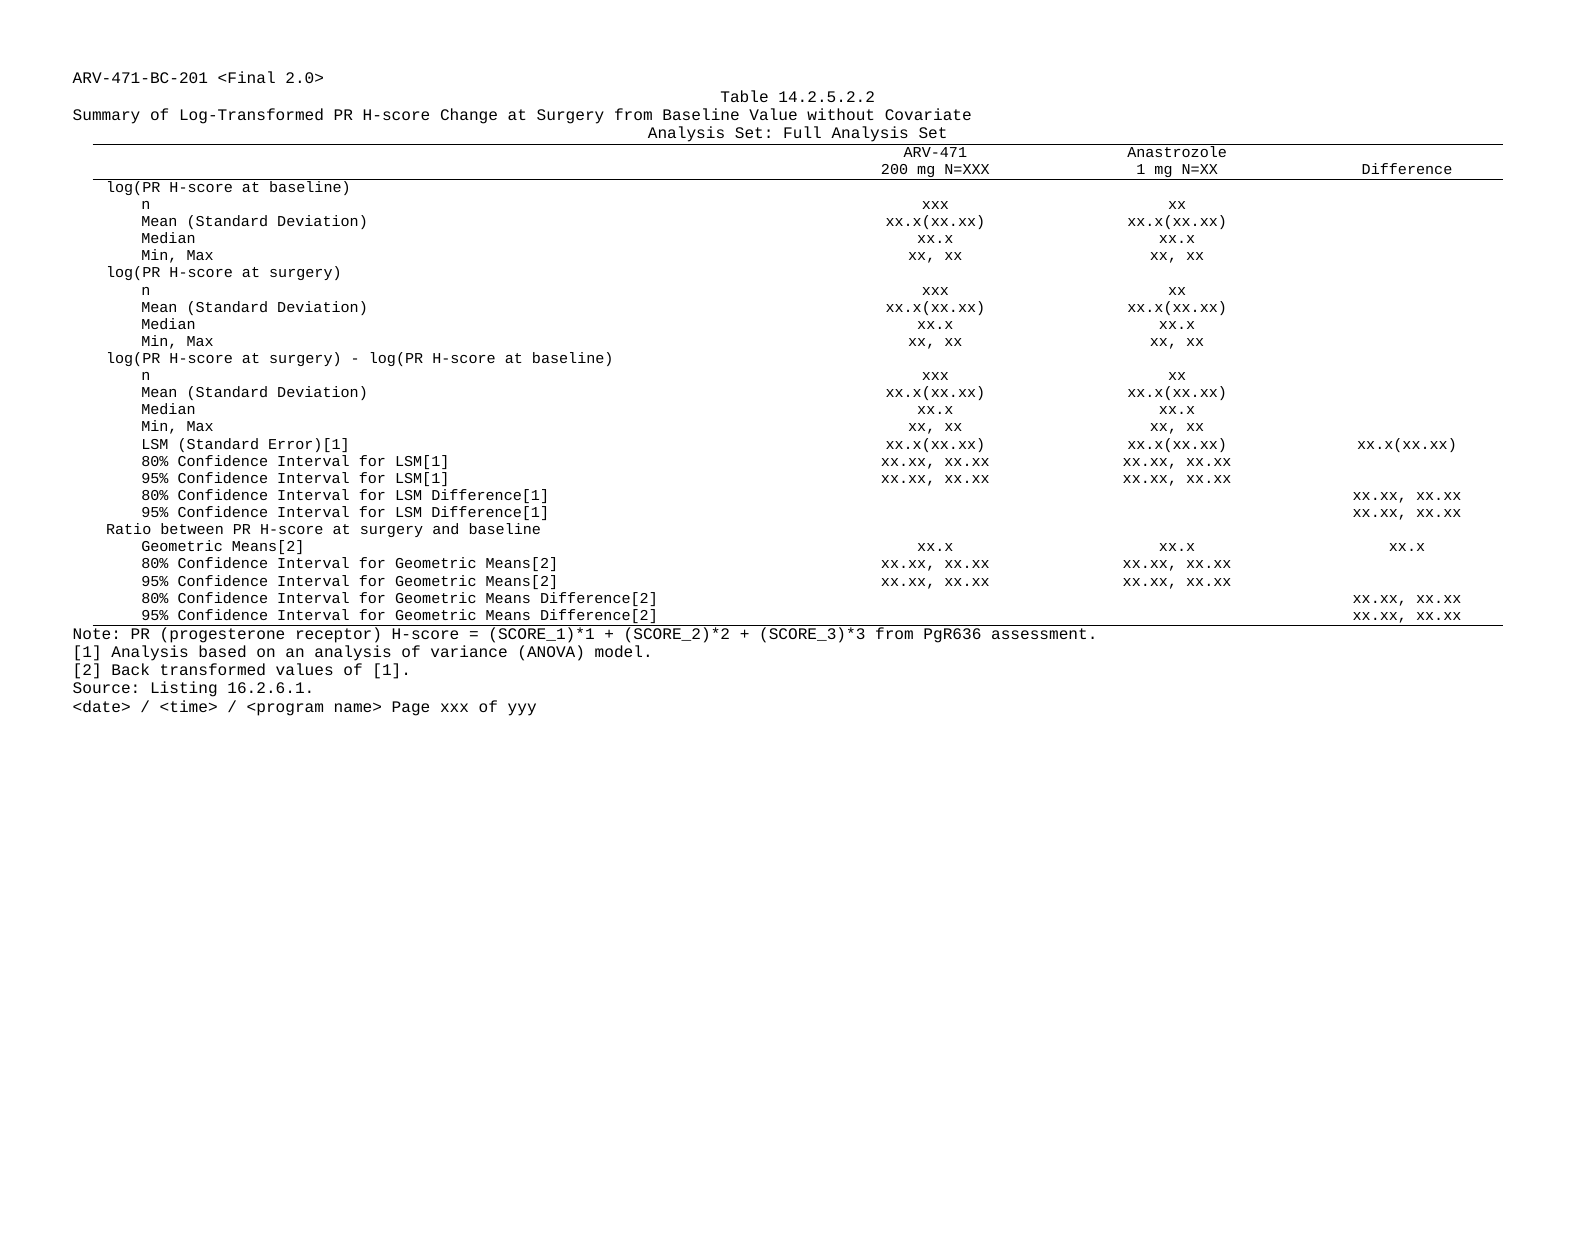 ARV-471-BC-201 <Final 2.0>
Table 14.2.5.2.2
Summary of Log-Transformed PR H-score Change at Surgery from Baseline Value without Covariate
Analysis Set: Full Analysis Set
ARV-471 Anastrozole
200 mg N=XXX 1 mg N=XX Difference
log(PR H-score at baseline)
n xxx xx
Mean (Standard Deviation) xx.x(xx.xx) xx.x(xx.xx)
Median xx.x xx.x
Min, Max xx, xx xx, xx
log(PR H-score at surgery)
n xxx xx
Mean (Standard Deviation) xx.x(xx.xx) xx.x(xx.xx)
Median xx.x xx.x
Min, Max xx, xx xx, xx
log(PR H-score at surgery) - log(PR H-score at baseline)
n xxx xx
Mean (Standard Deviation) xx.x(xx.xx) xx.x(xx.xx)
Median xx.x xx.x
Min, Max xx, xx xx, xx
LSM (Standard Error)[1] xx.x(xx.xx) xx.x(xx.xx) xx.x(xx.xx)
80% Confidence Interval for LSM[1] xx.xx, xx.xx xx.xx, xx.xx
95% Confidence Interval for LSM[1] xx.xx, xx.xx xx.xx, xx.xx
80% Confidence Interval for LSM Difference[1] xx.xx, xx.xx
95% Confidence Interval for LSM Difference[1] xx.xx, xx.xx
Ratio between PR H-score at surgery and baseline
Geometric Means[2] xx.x xx.x xx.x
80% Confidence Interval for Geometric Means[2] xx.xx, xx.xx xx.xx, xx.xx
95% Confidence Interval for Geometric Means[2] xx.xx, xx.xx xx.xx, xx.xx
80% Confidence Interval for Geometric Means Difference[2] xx.xx, xx.xx
95% Confidence Interval for Geometric Means Difference[2] xx.xx, xx.xx
Note: PR (progesterone receptor) H-score = (SCORE_1)*1 + (SCORE_2)*2 + (SCORE_3)*3 from PgR636 assessment.
[1] Analysis based on an analysis of variance (ANOVA) model.
[2] Back transformed values of [1].
Source: Listing 16.2.6.1.
<date> / <time> / <program name> Page xxx of yyy